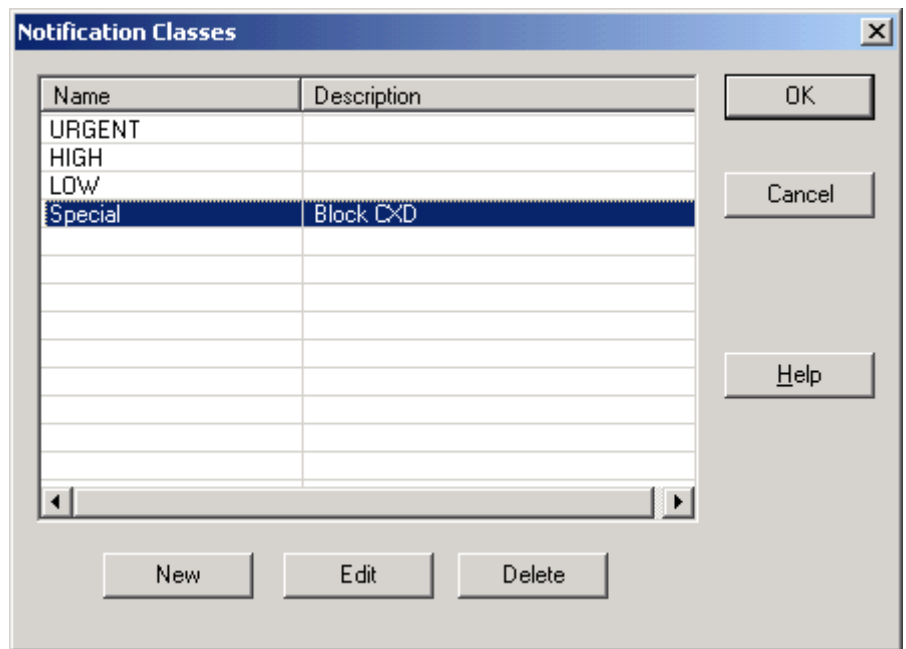 Notification Classes
Name Description
URGENT
HIGH
LOW
Special Block CXD
OK
Cancel
Help
New Edit Delete